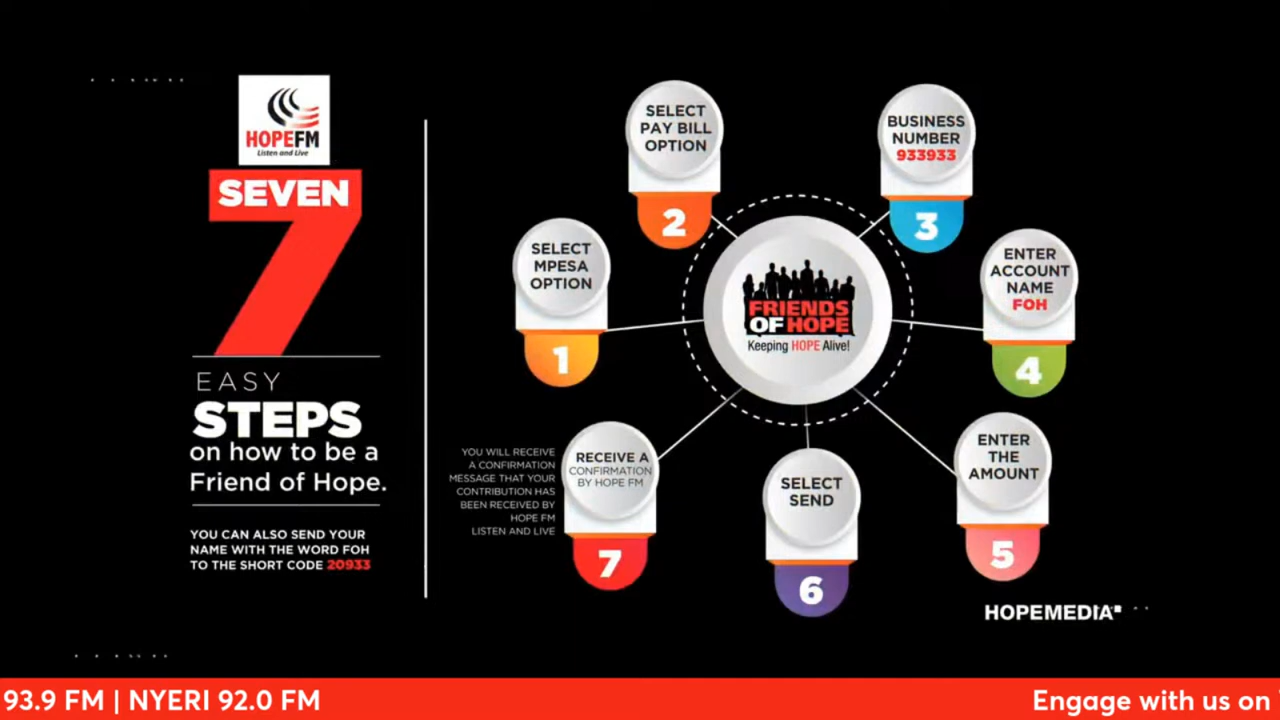 HOPEFM
Listen and Live
SEVEN
7
EASY
STEPS
on how to be a
Friend of Hope.
YOU CAN ALSO SEND YOUR
NAME WITH THE WORD FOH
TO THE SHORT CODE 20933
SELECT
MPESA
OPTION
1
SELECT
PAY BILL
OPTION
2
BUSINESS
NUMBER
933933
3
ENTER
ACCOUNT
NAME
FOH
4
ENTER
THE
AMOUNT
5
SELECT
SEND
6
RECEIVE A
CONFIRMATION
BY HOPE FM
7
YOU WILL RECEIVE
A CONFIRMATION
MESSAGE THAT YOUR
CONTRIBUTION HAS
BEEN RECEIVED BY
HOPE FM
LISTEN AND LIVE
FRIENDS
OF HOPE
Keeping HOPE Alive!
HOPEMEDIA
93.9 FM | NYERI 92.0 FM
Engage with us on